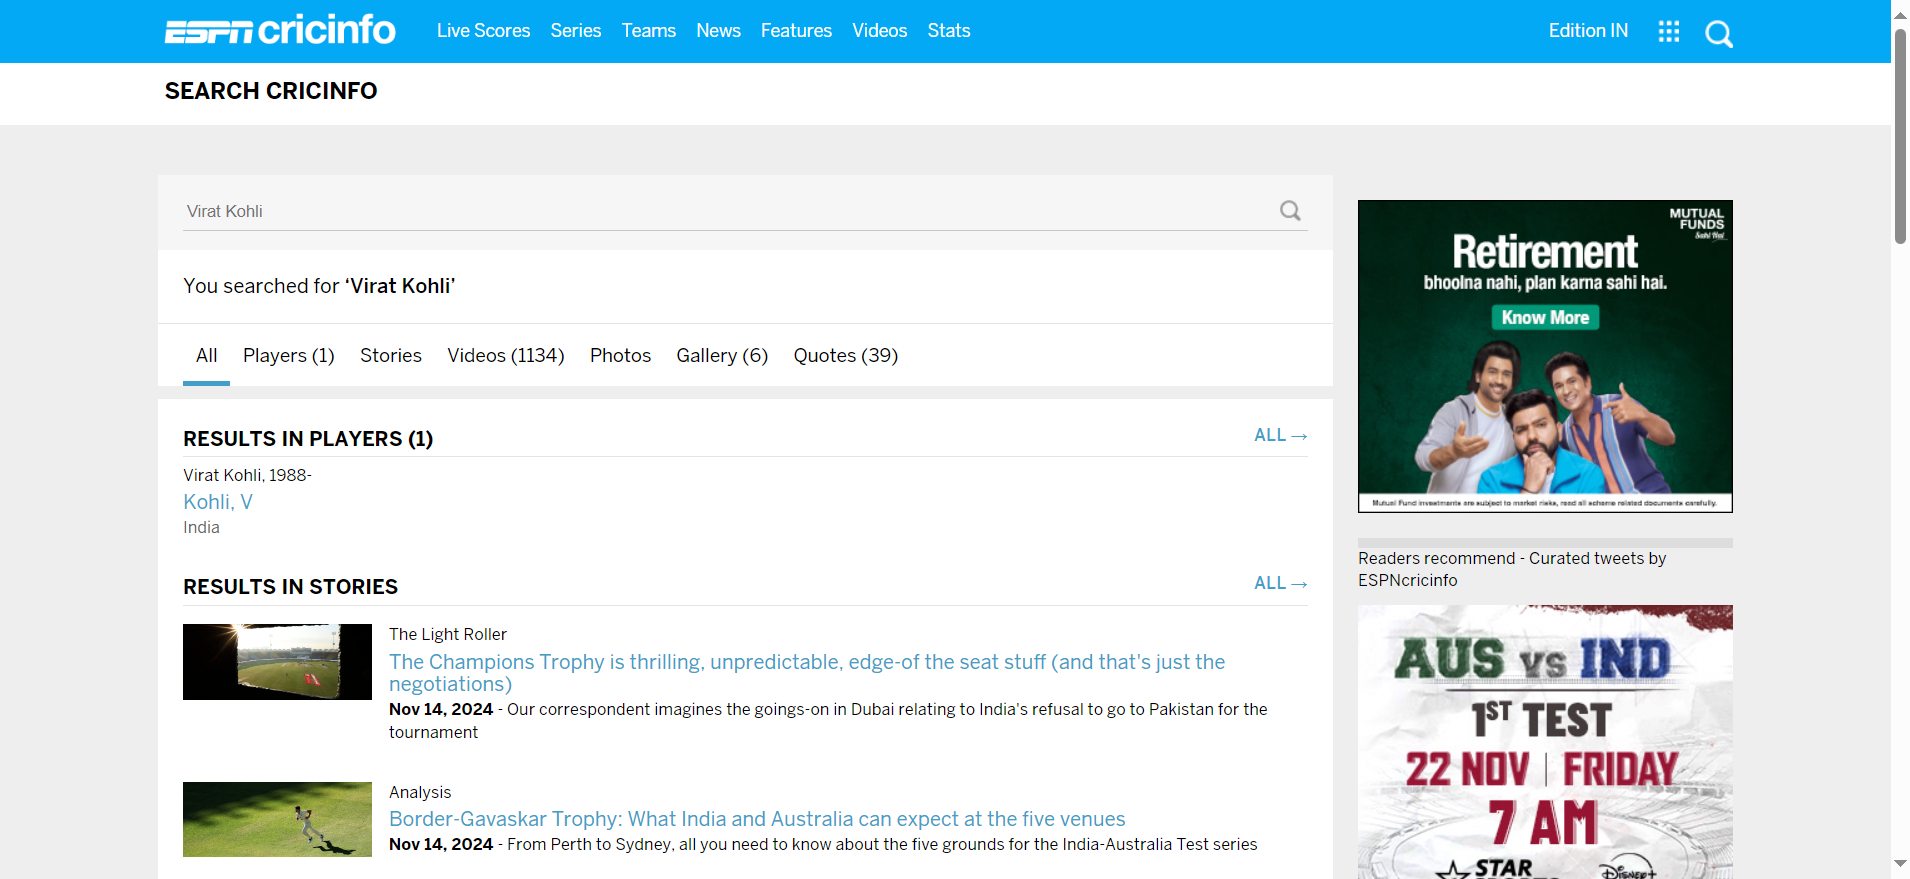 ESPN cricinfo
Live Scores Series Teams News Features Videos Stats
Edition IN
SEARCH CRICINFO
Virat Kohli
You searched for ‘Virat Kohli’
All Players (1) Stories Videos (1134) Photos Gallery (6) Quotes (39)
RESULTS IN PLAYERS (1)
ALL →
Virat Kohli, 1988-
Kohli, V
India
RESULTS IN STORIES
ALL →
The Light Roller
The Champions Trophy is thrilling, unpredictable, edge-of the seat stuff (and that's just the
negotiations)
Nov 14, 2024 - Our correspondent imagines the goings-on in Dubai relating to India's refusal to go to Pakistan for the
tournament
Analysis
Border-Gavaskar Trophy: What India and Australia can expect at the five venues
Nov 14, 2024 - From Perth to Sydney, all you need to know about the five grounds for the India-Australia Test series
MUTUAL
FUNDS
Sahi Hai
Retirement
bhoolna nahi, plan karna sahi hai.
Know More
Mutual Fund investments are subject to market risks, read all scheme related documents carefully.
Readers recommend - Curated tweets by
ESPNcricinfo
AUS vs IND
1ST TEST
22 NOV | FRIDAY
7 AM
STAR
DISNEP+